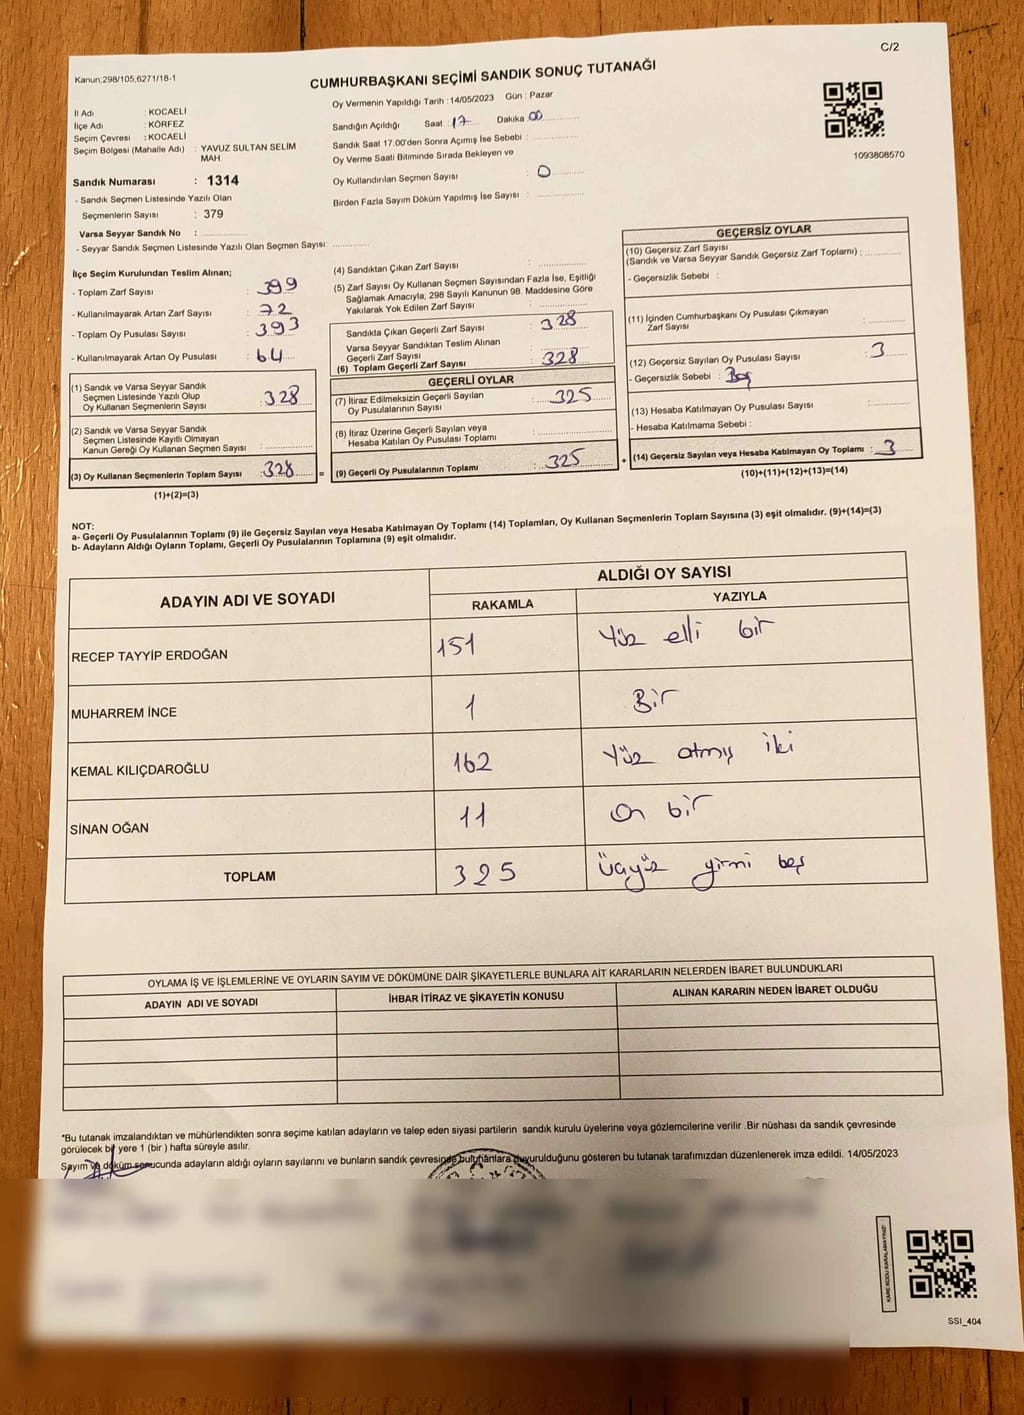 C/2
Kanun;298/105,6271/18-1
CUMHURBAŞKANI SEÇİMİ SANDIK SONUÇ TUTANAĞI
1093808570
İl Adı : KOCAELİ
İlçe Adı : KÖRFEZ
Seçim Çevresi : KOCAELİ
Seçim Bölgesi (Mahalle Adı) : YAVUZ SULTAN SELİM
MAH.
Sandık Numarası : 1314
- Sandık Seçmen Listesinde Yazılı Olan
Seçmenlerin Sayısı : 379
Varsa Seyyar Sandık No :
- Seyyar Sandık Seçmen Listesinde Yazılı Olan Seçmen Sayısı:
Oy Vermenin Yapıldığı Tarih : 14/05/2023 Gün : Pazar
Sandığın Açıldığı Saat : 17 Dakika 00
Sandık Saat 17.00'den Sonra Açımış İse Sebebi :
Oy Verme Saati Bitiminde Sırada Bekleyen ve
Oy Kullandırılan Seçmen Sayısı : 0
Birden Fazla Sayım Döküm Yapılmış İse Sayısı :
İlçe Seçim Kurulundan Teslim Alınan;
- Toplam Zarf Sayısı : 399
- Kullanılmayarak Artan Zarf Sayısı : 72
- Toplam Oy Pusulası Sayısı : 393
- Kullanılmayarak Artan Oy Pusulası : 64
(1) Sandık ve Varsa Seyyar Sandık
Seçmen Listesinde Yazılı Olup
Oy Kullanan Seçmenlerin Sayısı : 328
(2) Sandık ve Varsa Seyyar Sandık
Seçmen Listesinde Kayıtlı Olmayan
Kanun Gereği Oy Kullanan Seçmen Sayısı :
(3) Oy Kullanan Seçmenlerin Toplam Sayısı : 328 =
(1)+(2)=(3)
(4) Sandıktan Çıkan Zarf Sayısı :
(5) Zarf Sayısı Oy Kullanan Seçmen Sayısından Fazla İse, Eşitliği
Sağlamak Amacıyla, 298 Sayılı Kanunun 98. Maddesine Göre
Yakılarak Yok Edilen Zarf Sayısı :
Sandıkta Çıkan Geçerli Zarf Sayısı : 328
Varsa Seyyar Sandıktan Teslim Alınan
Geçerli Zarf Sayısı :
(6) Toplam Geçerli Zarf Sayısı : 328
GEÇERLİ OYLAR
(7) İtiraz Edilmeksizin Geçerli Sayılan
Oy Pusulalarının Sayısı : 325
(8) İtiraz Üzerine Geçerli Sayılan veya
Hesaba Katılan Oy Pusulası Toplamı :
(9) Geçerli Oy Pusulalarının Toplamı : 325 +
GEÇERSİZ OYLAR
(10) Geçersiz Zarf Sayısı
(Sandık ve Varsa Seyyar Sandık Geçersiz Zarf Toplamı) :
- Geçersizlik Sebebi :
(11) İçinden Cumhurbaşkanı Oy Pusulası Çıkmayan
Zarf Sayısı :
(12) Geçersiz Sayılan Oy Pusulası Sayısı : 3
- Geçersizlik Sebebi : Boş
(13) Hesaba Katılmayan Oy Pusulası Sayısı :
- Hesaba Katılmama Sebebi :
(14) Geçersiz Sayılan veya Hesaba Katılmayan Oy Toplamı : 3
(10)+(11)+(12)+(13)=(14)
NOT:
a- Geçerli Oy Pusulalarının Toplamı (9) ile Geçersiz Sayılan veya Hesaba Katılmayan Oy Toplamı (14) Toplamları, Oy Kullanan Seçmenlerin Toplam Sayısına (3) eşit olmalıdır. (9)+(14)=(3)
b- Adayların Aldığı Oyların Toplamı, Geçerli Oy Pusulalarının Toplamına (9) eşit olmalıdır.
ADAYIN ADI VE SOYADI ALDIĞI OY SAYISI
RAKAMLA YAZIYLA
RECEP TAYYİP ERDOĞAN 151 Yüz elli bir
MUHARREM İNCE 1 Bir
KEMAL KILIÇDAROĞLU 162 Yüz atmış iki
SİNAN OĞAN 11 On bir
TOPLAM 325 üçyüz yirmi beş
OYLAMA İŞ VE İŞLEMLERİNE VE OYLARIN SAYIM VE DÖKÜMÜNE DAİR ŞİKAYETLERLE BUNLARA AİT KARARLARIN NELERDEN İBARET BULUNDUKLARI
ADAYIN ADI VE SOYADI İHBAR İTİRAZ VE ŞİKAYETİN KONUSU ALINAN KARARIN NEDEN İBARET OLDUĞU
*Bu tutanak imzalandıktan ve mühürlendikten sonra seçime katılan adayların ve talep eden siyasi partilerin sandık kurulu üyelerine veya gözlemcilerine verilir .Bir nüshası da sandık çevresinde
görülecek bir yere 1 (bir ) hafta süreyle asılır.
Sayım ve döküm sonucunda adayların aldığı oyların sayılarını ve bunların sandık çevresinde bulunanlara duyurulduğunu gösteren bu tutanak tarafımızdan düzenlenerek imza edildi. 14/05/2023
KARE KODU KARALAMAYINIZ!
SSI_404